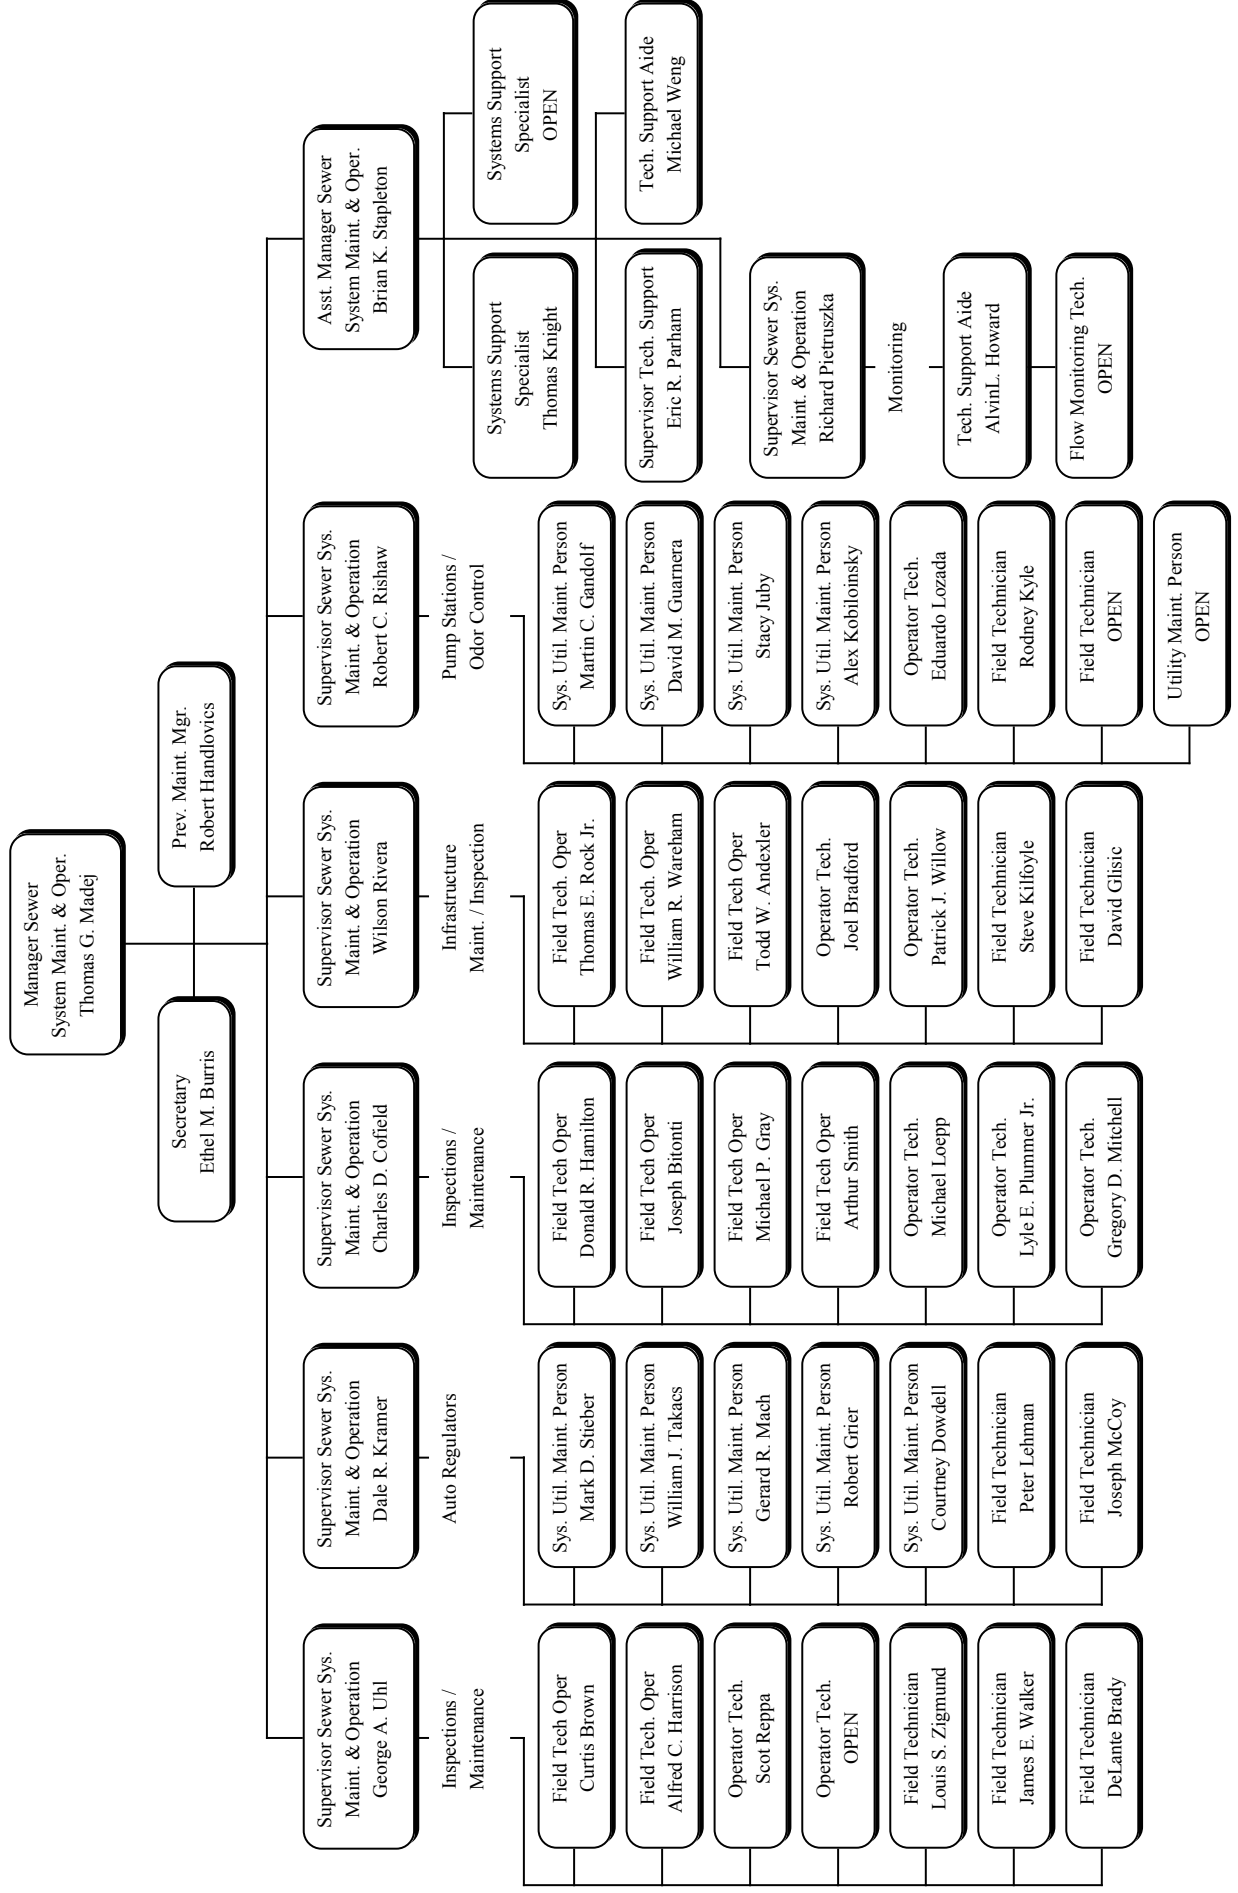 Manager Sewer
System Maint. & Oper.
Thomas G. Madej
Secretary
Ethel M. Burris
Prev. Maint. Mgr.
Robert Handlovics
Supervisor Sewer Sys.
Maint. & Operation
George A. Uhl
Inspections /
Maintenance
Field Tech Oper
Curtis Brown
Field Tech. Oper
Alfred C. Harrison
Operator Tech.
Scot Reppa
Operator Tech.
OPEN
Field Technician
Louis S. Zigmund
Field Technician
James E. Walker
Field Technician
DeLante Brady
Supervisor Sewer Sys.
Maint. & Operation
Dale R. Kramer
Auto Regulators
Sys. Util. Maint. Person
Mark D. Stieber
Sys. Util. Maint. Person
William J. Takacs
Sys. Util. Maint. Person
Gerard R. Mach
Sys. Util. Maint. Person
Robert Grier
Sys. Util. Maint. Person
Courtney Dowdell
Field Technician
Peter Lehman
Field Technician
Joseph McCoy
Supervisor Sewer Sys.
Maint. & Operation
Charles D. Cofield
Inspections /
Maintenance
Field Tech Oper
Donald R. Hamilton
Field Tech Oper
Joseph Bitonti
Field Tech Oper
Michael P. Gray
Field Tech Oper
Arthur Smith
Operator Tech.
Michael Loepp
Operator Tech.
Lyle E. Plummer Jr.
Operator Tech.
Gregory D. Mitchell
Supervisor Sewer Sys.
Maint. & Operation
Wilson Rivera
Infrastructure
Maint. / Inspection
Field Tech. Oper
Thomas E. Rock Jr.
Field Tech. Oper
William R. Wareham
Field Tech Oper
Todd W. Andexler
Operator Tech.
Joel Bradford
Operator Tech.
Patrick J. Willow
Field Technician
Steve Kilfoyle
Field Technician
David Glisic
Supervisor Sewer Sys.
Maint. & Operation
Robert C. Rishaw
Pump Stations /
Odor Control
Sys. Util. Maint. Person
Martin C. Gandolf
Sys. Util. Maint. Person
David M. Guarnera
Sys. Util. Maint. Person
Stacy Juby
Sys. Util. Maint. Person
Alex Kobiloinsky
Operator Tech.
Eduardo Lozada
Field Technician
Rodney Kyle
Field Technician
OPEN
Utility Maint. Person
OPEN
Asst. Manager Sewer
System Maint. & Oper.
Brian K. Stapleton
Systems Support
Specialist
Thomas Knight
Systems Support
Specialist
OPEN
Supervisor Tech. Support
Eric R. Parham
Tech. Support Aide
Michael Weng
Supervisor Sewer Sys.
Maint. & Operation
Richard Pietruszka
Monitoring
Tech. Support Aide
AlvinL. Howard
Flow Monitoring Tech.
OPEN